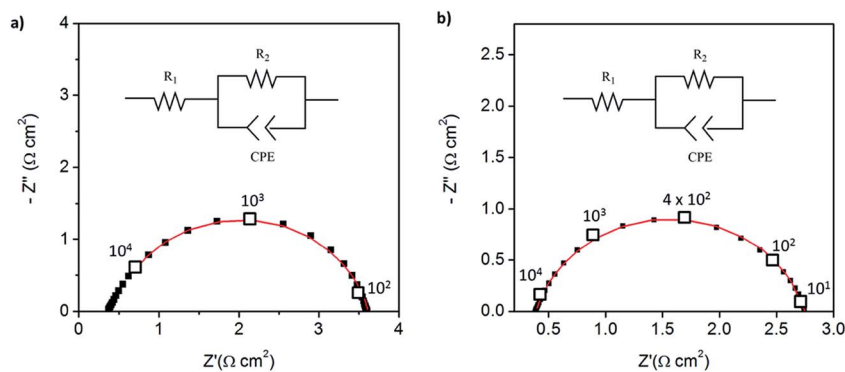 a)
4
3
2
1
0
- Z'' (Ω cm²)
R₁
R₂
CPE
10⁴
10³
10²
0 1 2 3 4
Z'(Ω cm²)
b)
2.5
2.0
1.5
1.0
0.5
0.0
- Z'' (Ω cm²)
R₁
R₂
CPE
10⁴
10³
4 x 10²
10²
10¹
0.5 1.0 1.5 2.0 2.5 3.0
Z'(Ω cm²)